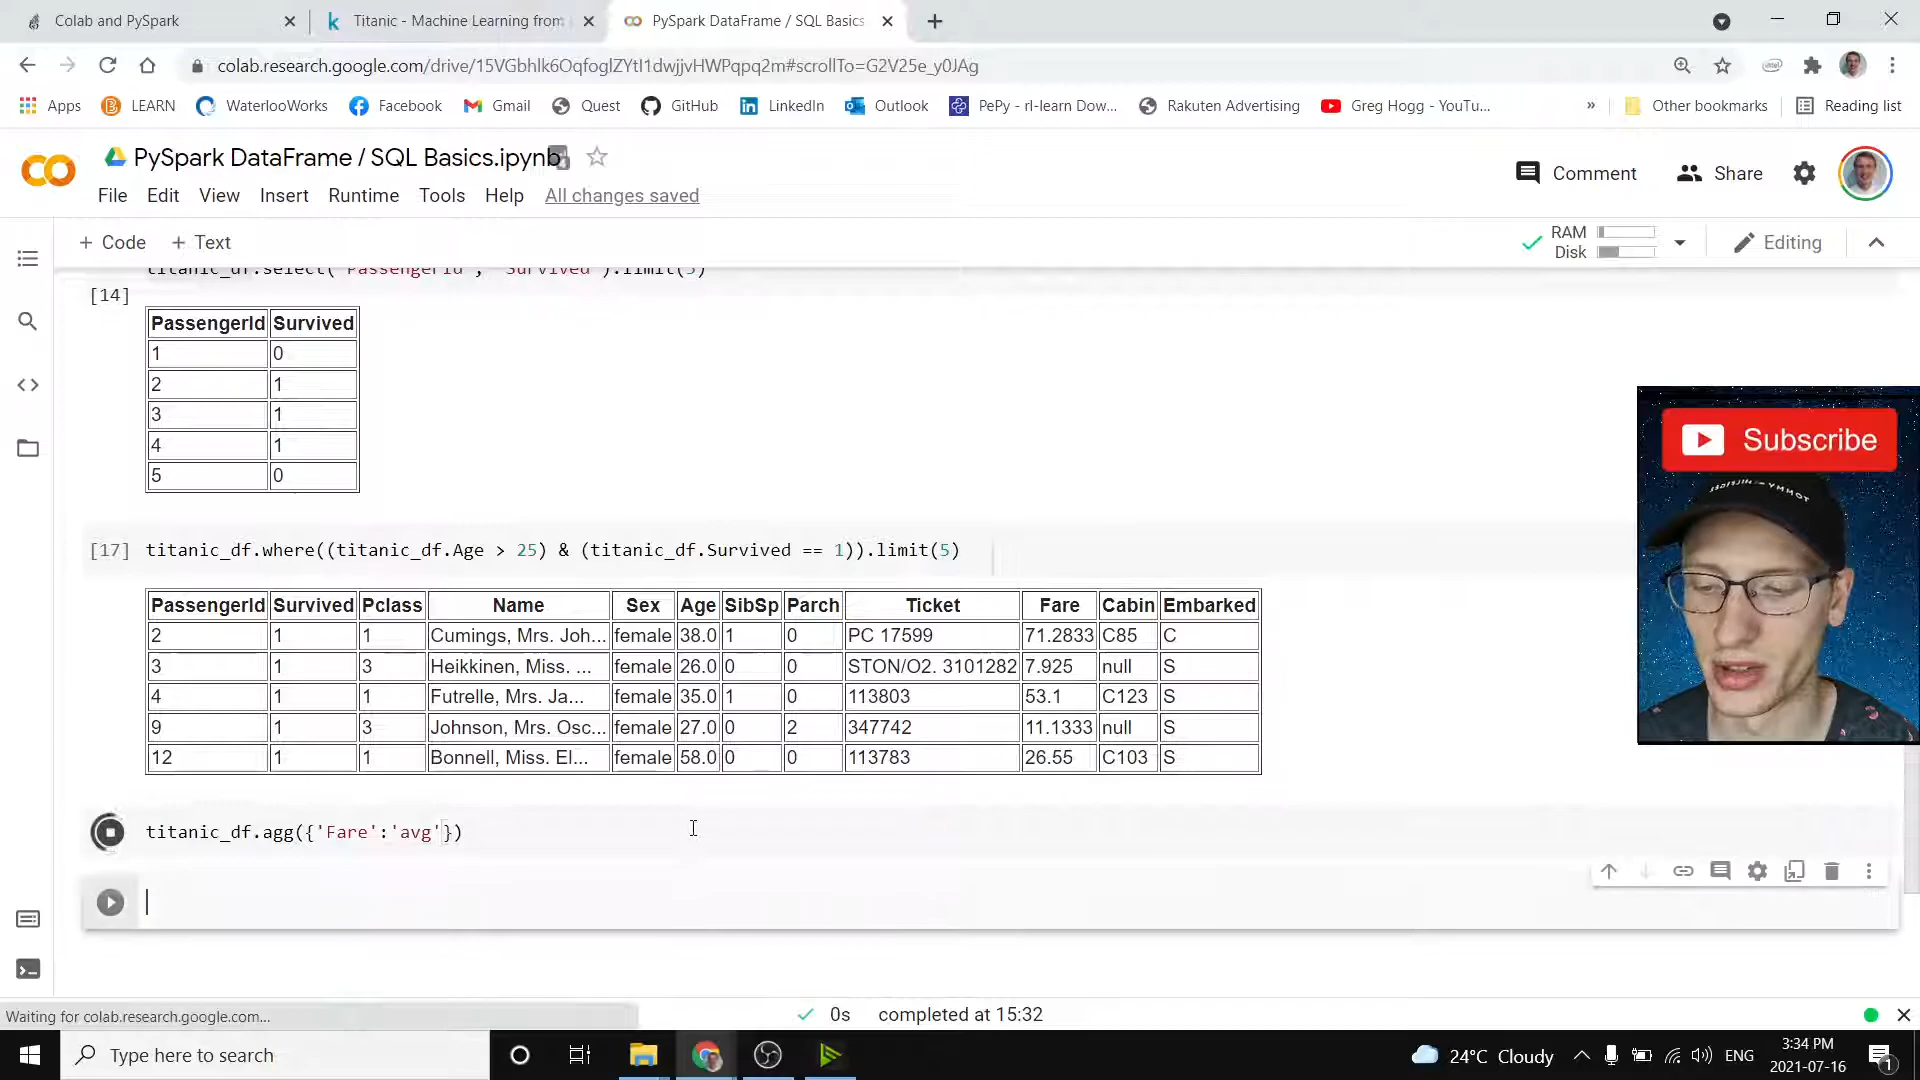 Colab and PySpark
Titanic - Machine Learning from
PySpark DataFrame / SQL Basics
colab.research.google.com/drive/15VGbhlk6OqfoglZYtI1dwjjvHWPqpq2m#scrollTo=G2V25e_y0JAg
Apps LEARN WaterlooWorks Facebook Gmail Quest GitHub LinkedIn Outlook PePy - rl-learn Dow... Rakuten Advertising Greg Hogg - YouTu... » Other bookmarks Reading list
PySpark DataFrame / SQL Basics.ipynb
Comment Share
File Edit View Insert Runtime Tools Help All changes saved
+ Code + Text
RAM
Disk
Editing
titanic_df.select('PassengerId', 'Survived').limit(5)
[14]
PassengerId Survived
1 0
2 1
3 1
4 1
5 0
Subscribe
[17] titanic_df.where((titanic_df.Age > 25) & (titanic_df.Survived == 1)).limit(5)
PassengerId Survived Pclass Name Sex Age SibSp Parch Ticket Fare Cabin Embarked
2 1 1 Cumings, Mrs. Joh... female 38.0 1 0 PC 17599 71.2833 C85 C
3 1 3 Heikkinen, Miss. ... female 26.0 0 0 STON/O2. 3101282 7.925 null S
4 1 1 Futrelle, Mrs. Ja... female 35.0 1 0 113803 53.1 C123 S
9 1 3 Johnson, Mrs. Osc... female 27.0 0 2 347742 11.1333 null S
12 1 1 Bonnell, Miss. El... female 58.0 0 0 113783 26.55 C103 S
titanic_df.agg({'Fare':'avg'})
Waiting for colab.research.google.com...
0s completed at 15:32
Type here to search
24°C Cloudy
ENG
3:34 PM
2021-07-16
1